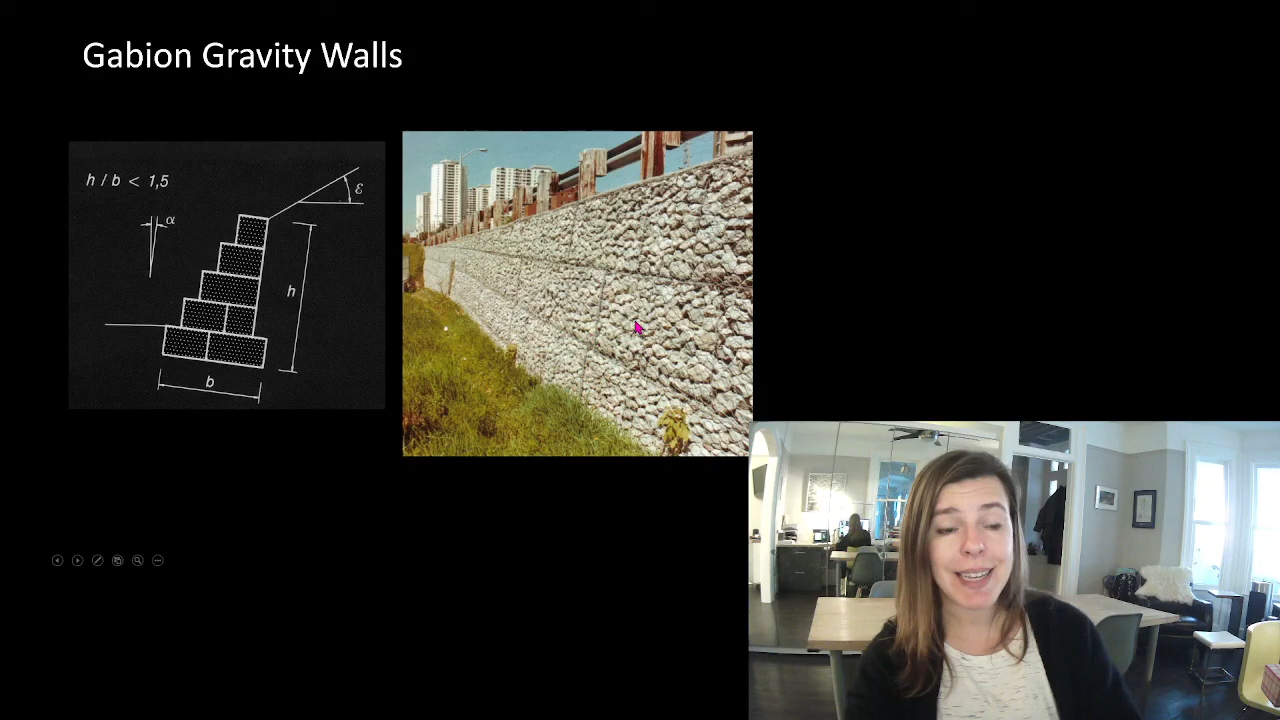 Gabion Gravity Walls
h / b < 1,5
α
ε
h
b